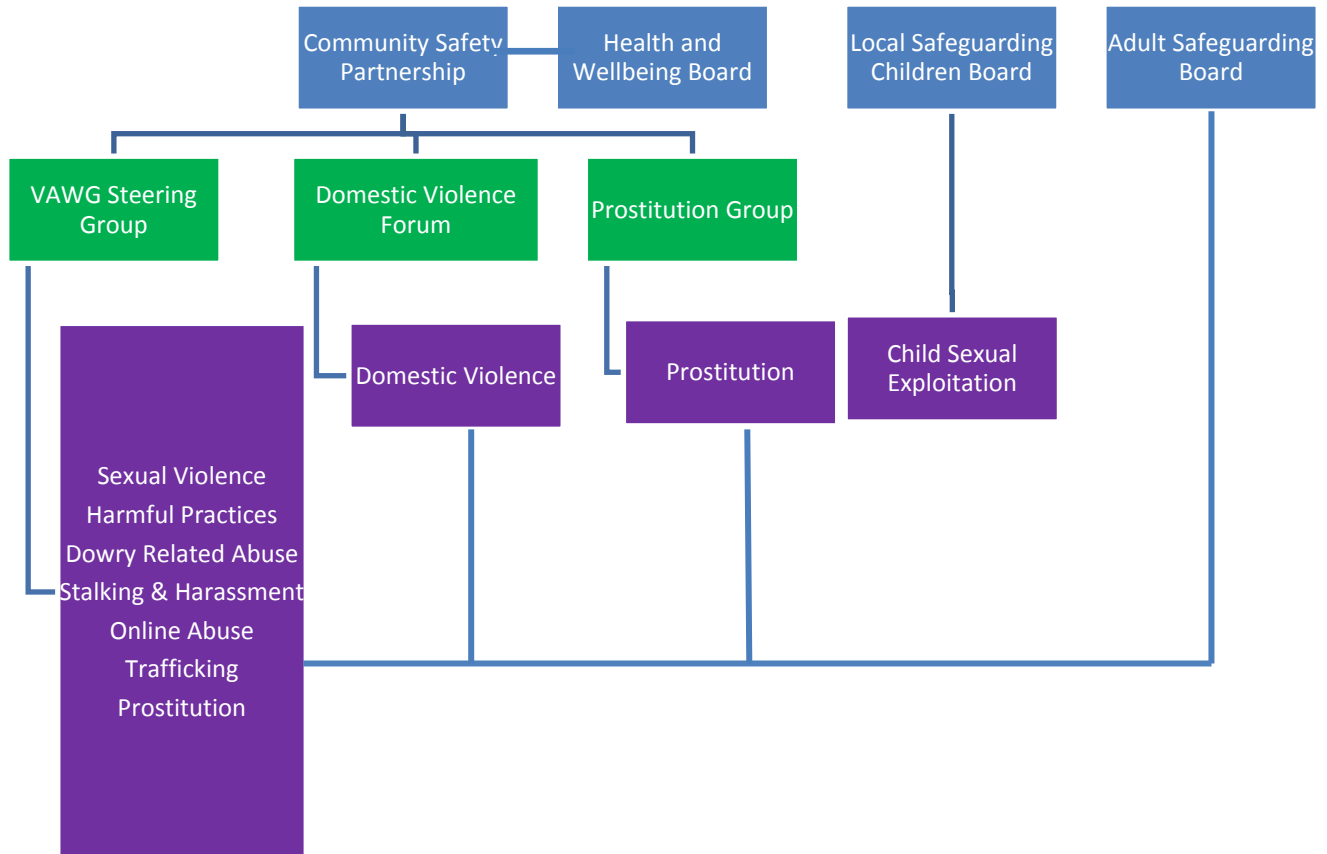 Community Safety
Partnership
Health and
Wellbeing Board
Local Safeguarding
Children Board
Adult Safeguarding
Board
VAWG Steering
Group
Domestic Violence
Forum
Prostitution Group
Domestic Violence
Prostitution
Child Sexual
Exploitation
Sexual Violence
Harmful Practices
Dowry Related Abuse
Stalking & Harassment
Online Abuse
Trafficking
Prostitution